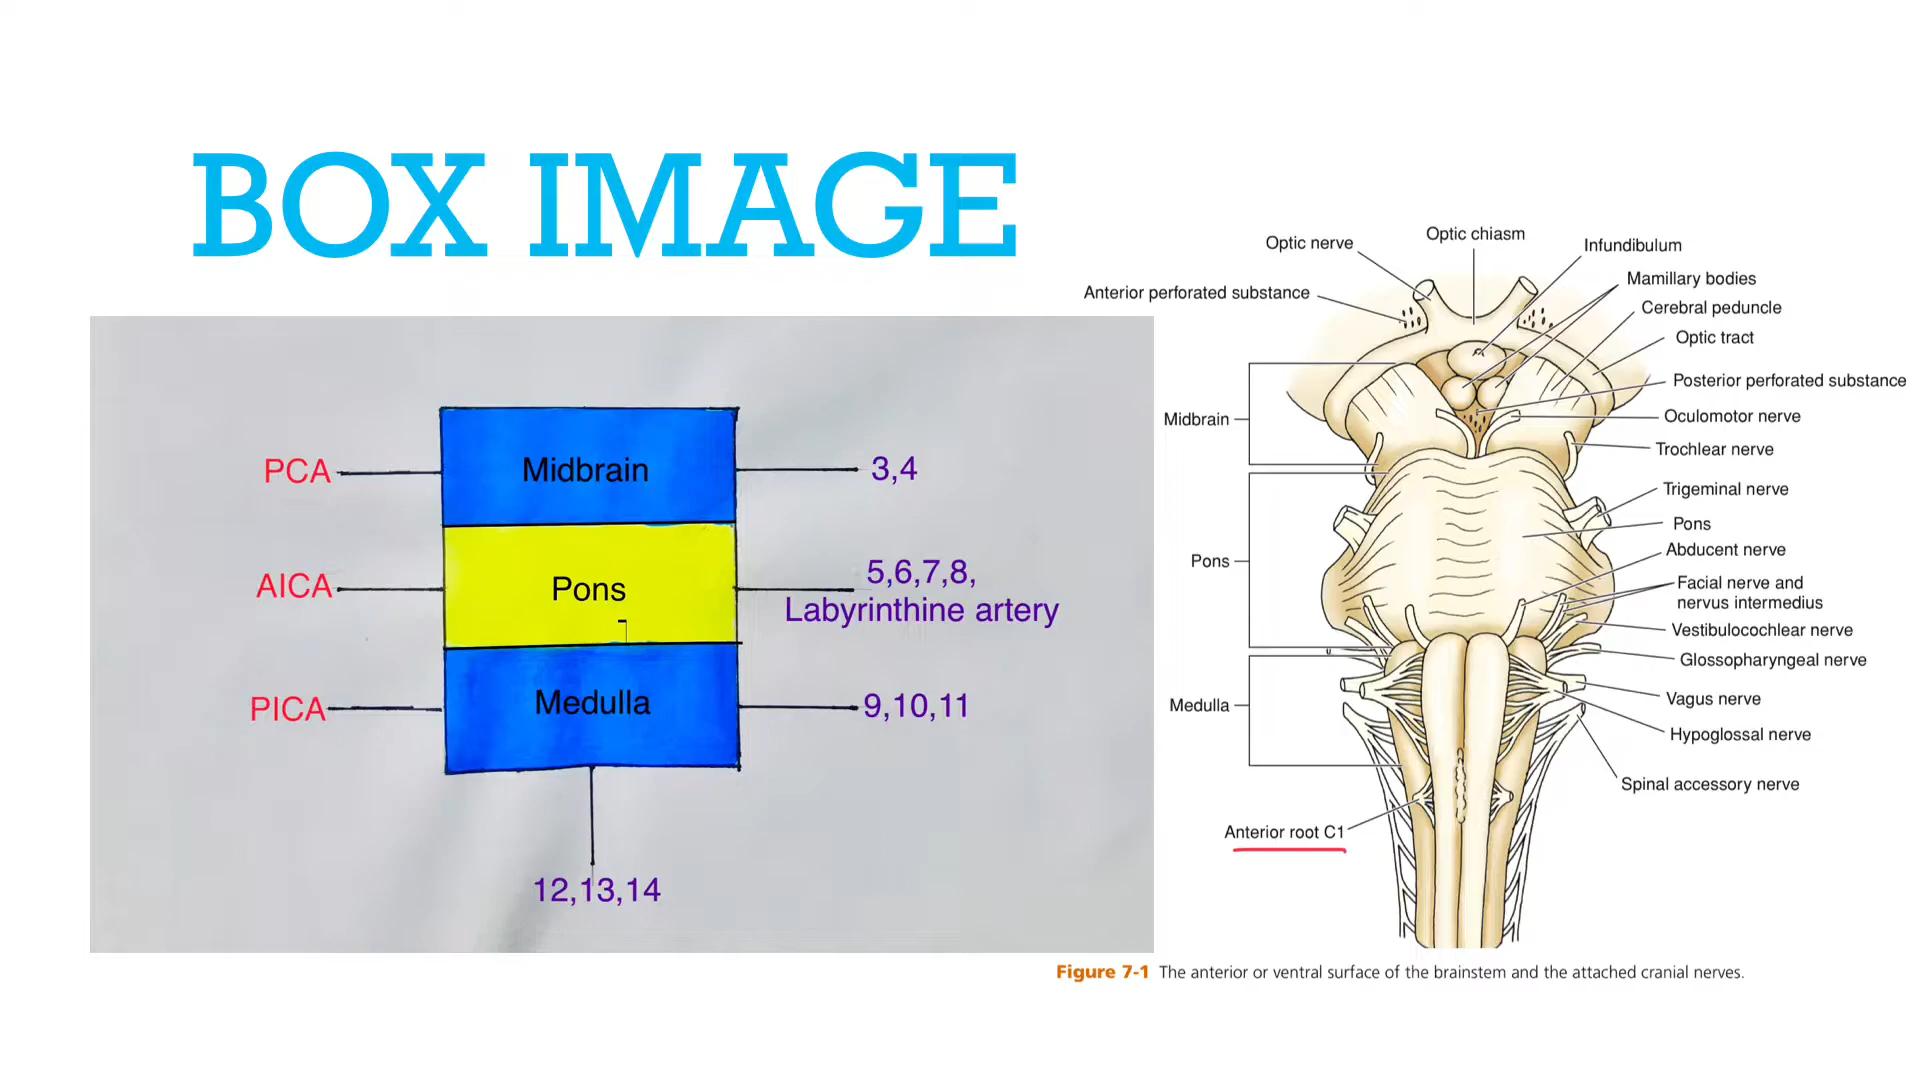 BOX IMAGE
PCA
Midbrain
3,4
AICA
Pons
5,6,7,8,
Labyrinthine artery
PICA
Medulla
9,10,11
12,13,14
Optic nerve
Optic chiasm
Infundibulum
Anterior perforated substance
Mamillary bodies
Cerebral peduncle
Optic tract
Posterior perforated substance
Midbrain
Oculomotor nerve
Trochlear nerve
Trigeminal nerve
Pons
Pons
Abducent nerve
Facial nerve and
nervus intermedius
Vestibulocochlear nerve
Glossopharyngeal nerve
Medulla
Vagus nerve
Hypoglossal nerve
Spinal accessory nerve
Anterior root C1
Figure 7-1 The anterior or ventral surface of the brainstem and the attached cranial nerves.